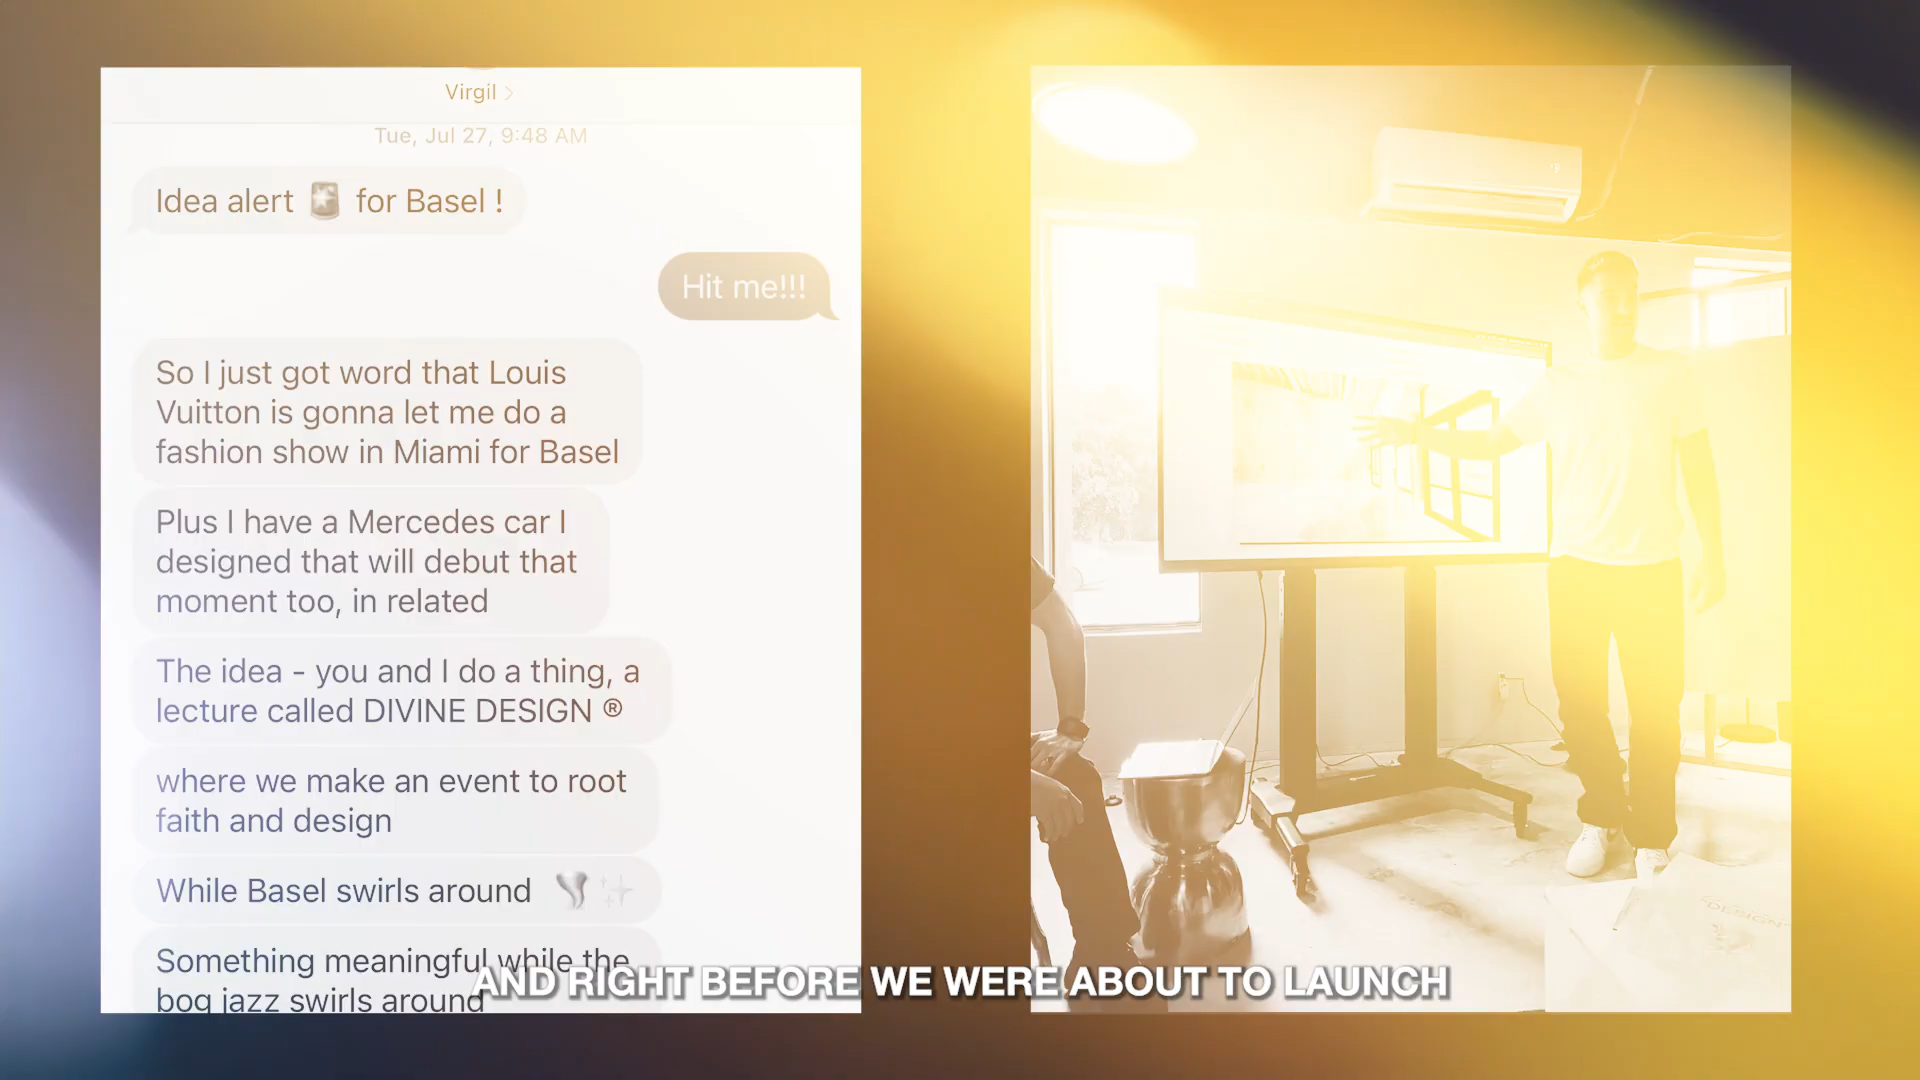 Virgil >
Tue, Jul 27, 9:48 AM
Idea alert 🚨 for Basel !
Hit me!!!
So I just got word that Louis
Vuitton is gonna let me do a
fashion show in Miami for Basel
Plus I have a Mercedes car I
designed that will debut that
moment too, in related
The idea - you and I do a thing, a
lecture called DIVINE DESIGN ®
where we make an event to root
faith and design
While Basel swirls around 🌪️✨
Something meaningful while the
bog jazz swirls around
AND RIGHT BEFORE WE WERE ABOUT TO LAUNCH
DESIGN